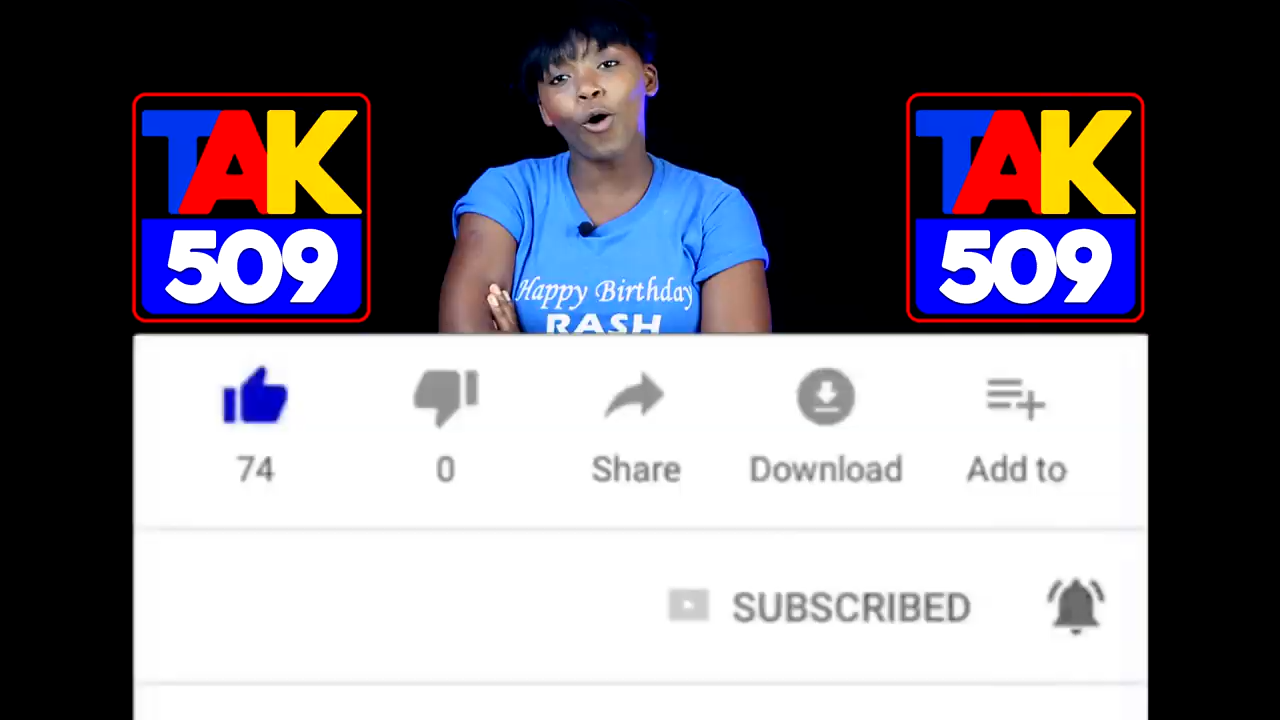 TAK
509
TAK
509
Happy Birthday
RASH
74
0
Share
Download
Add to
SUBSCRIBED